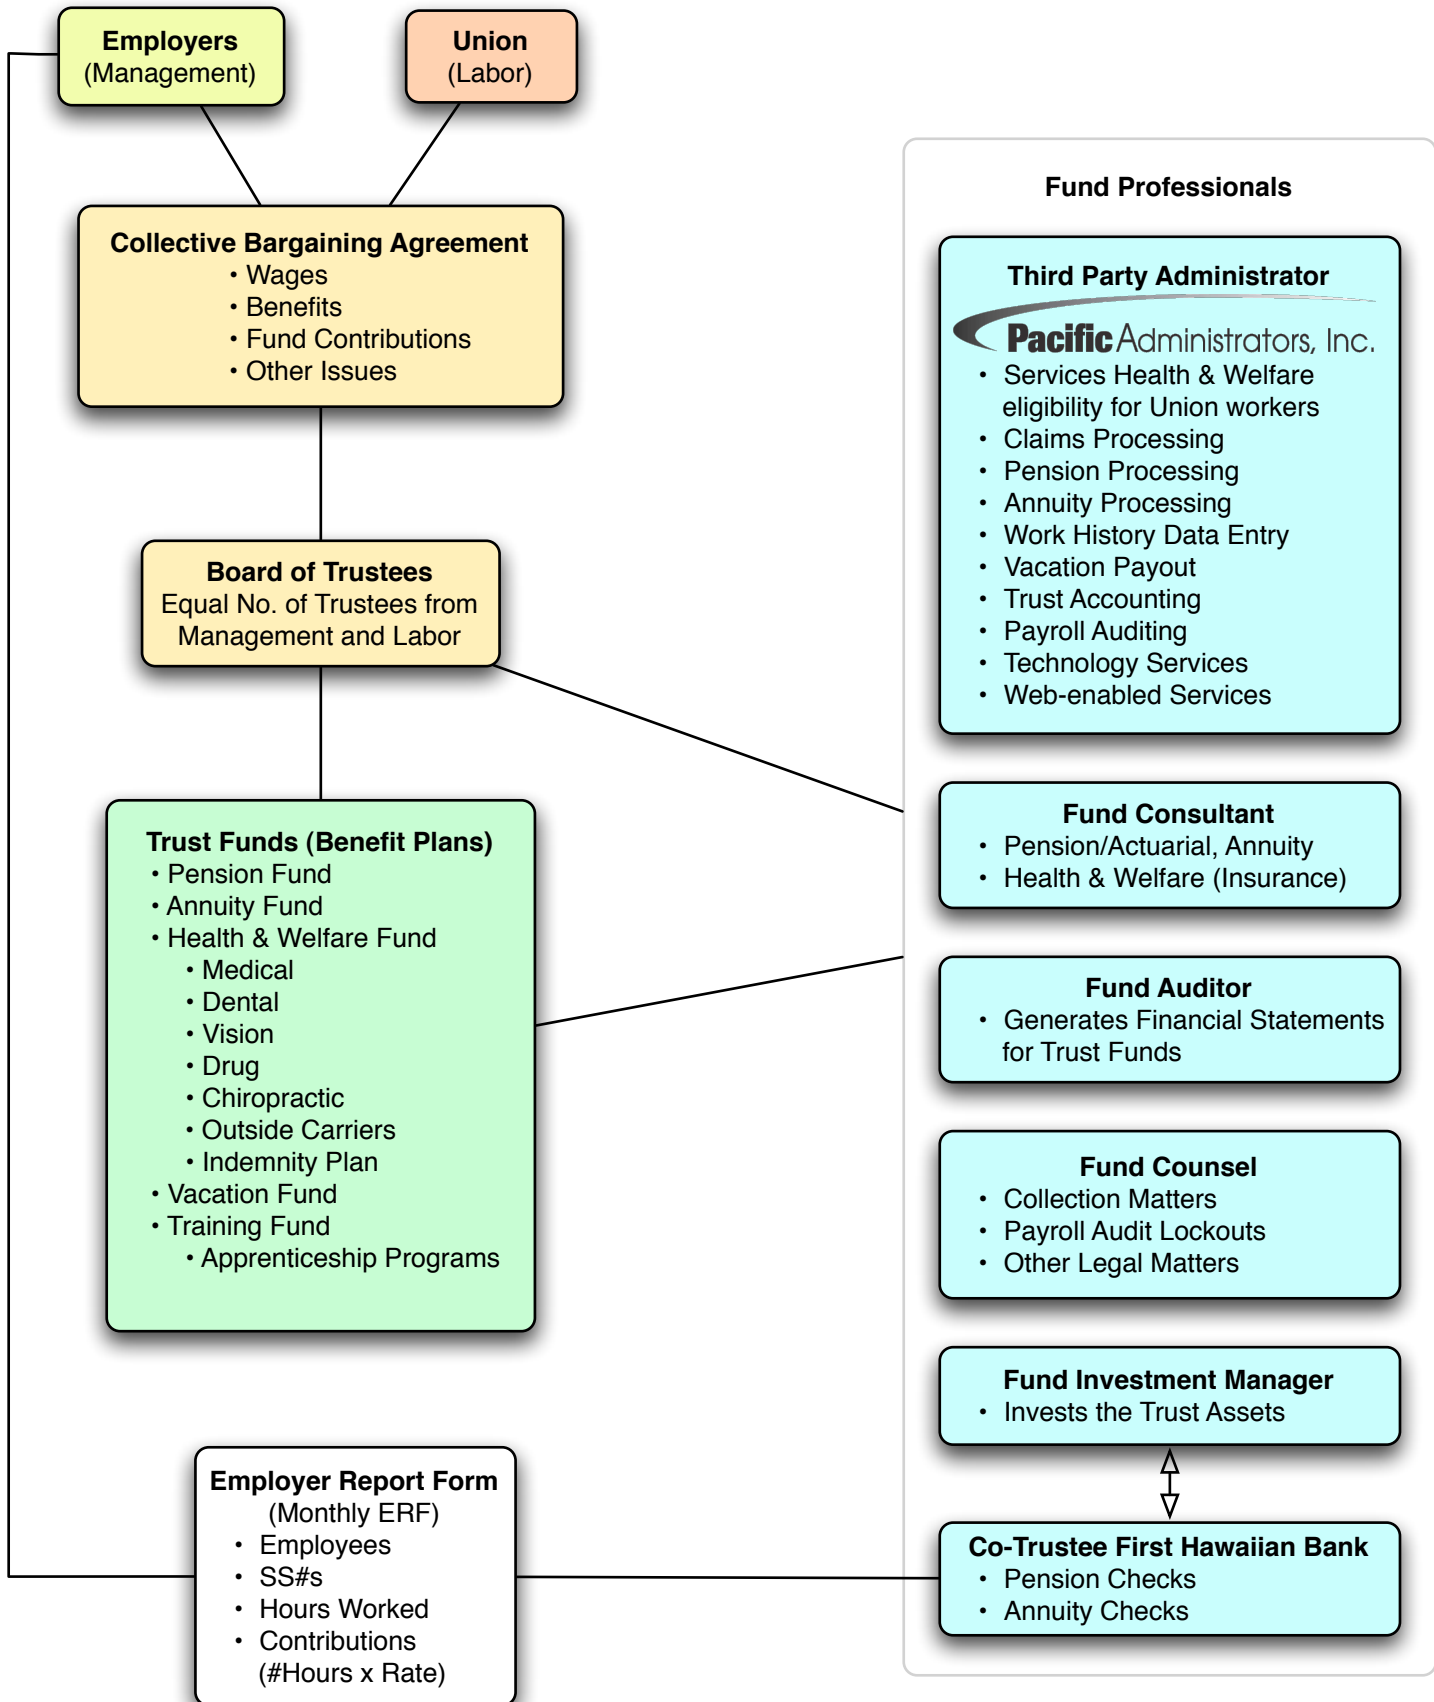 Employers
(Management)
Union
(Labor)
Collective Bargaining Agreement
• Wages
• Benefits
• Fund Contributions
• Other Issues
Board of Trustees
Equal No. of Trustees from
Management and Labor
Trust Funds (Benefit Plans)
• Pension Fund
• Annuity Fund
• Health & Welfare Fund
• Medical
• Dental
• Vision
• Drug
• Chiropractic
• Outside Carriers
• Indemnity Plan
• Vacation Fund
• Training Fund
• Apprenticeship Programs
Employer Report Form
(Monthly ERF)
• Employees
• SS#s
• Hours Worked
• Contributions
(#Hours x Rate)
Fund Professionals
Third Party Administrator
Pacific Administrators, Inc.
• Services Health & Welfare
eligibility for Union workers
• Claims Processing
• Pension Processing
• Annuity Processing
• Work History Data Entry
• Vacation Payout
• Trust Accounting
• Payroll Auditing
• Technology Services
• Web-enabled Services
Fund Consultant
• Pension/Actuarial, Annuity
• Health & Welfare (Insurance)
Fund Auditor
• Generates Financial Statements
for Trust Funds
Fund Counsel
• Collection Matters
• Payroll Audit Lockouts
• Other Legal Matters
Fund Investment Manager
• Invests the Trust Assets
Co-Trustee First Hawaiian Bank
• Pension Checks
• Annuity Checks